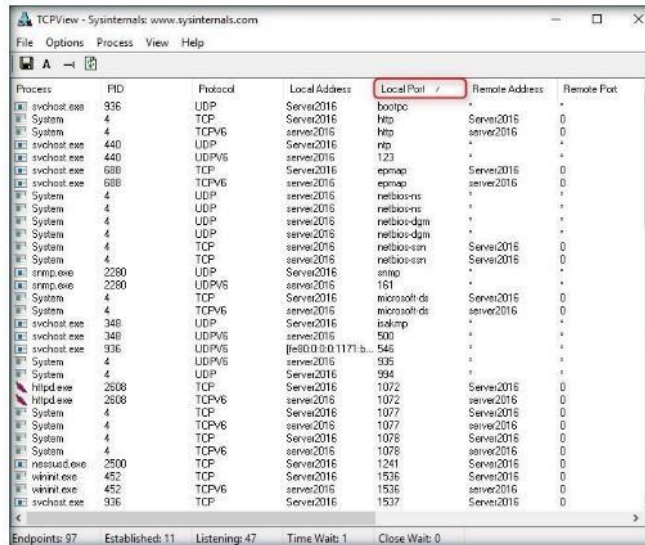 TCPView - Sysinternals: www.sysinternals.com
File Options Process View Help
A
Process PID Protocol Local Address Local Port / Remote Address Remote Port
svchost.exe 936 UDP Server2016 bootpc * *
System 4 TCP Server2016 http Server2016 0
System 4 TCPV6 server2016 http server2016 0
svchost.exe 440 UDP Server2016 ntp * *
svchost.exe 440 UDPV6 server2016 123 * *
svchost.exe 688 TCP Server2016 epmap Server2016 0
svchost.exe 688 TCPV6 server2016 epmap server2016 0
System 4 UDP server2016 netbios-ns * *
System 4 UDP server2016 netbios-ns * *
System 4 UDP server2016 netbios-dgm * *
System 4 UDP server2016 netbios-dgm * *
System 4 TCP server2016 netbios-ssn Server2016 0
System 4 TCP server2016 netbios-ssn Server2016 0
snmp.exe 2280 UDP Server2016 snmp * *
snmp.exe 2280 UDPV6 server2016 161 * *
System 4 TCP Server2016 microsoft-ds Server2016 0
System 4 TCPV6 server2016 microsoft-ds server2016 0
svchost.exe 348 UDP Server2016 isakmp * *
svchost.exe 348 UDPV6 server2016 500 * *
svchost.exe 936 UDPV6 [fe80:0:0:0:1171:b... 546 * *
System 4 UDPV6 server2016 935 * *
System 4 UDP Server2016 994 * *
httpd.exe 2608 TCP Server2016 1072 Server2016 0
httpd.exe 2608 TCPV6 server2016 1072 server2016 0
System 4 TCP Server2016 1077 Server2016 0
System 4 TCPV6 server2016 1077 server2016 0
System 4 TCP Server2016 1078 Server2016 0
System 4 TCPV6 server2016 1078 server2016 0
nessusd.exe 2500 TCP Server2016 1241 Server2016 0
wininit.exe 452 TCP Server2016 1536 Server2016 0
wininit.exe 452 TCPV6 server2016 1536 server2016 0
svchost.exe 936 TCP Server2016 1537 Server2016 0
Endpoints: 97 Established: 11 Listening: 47 Time Wait: 1 Close Wait: 0